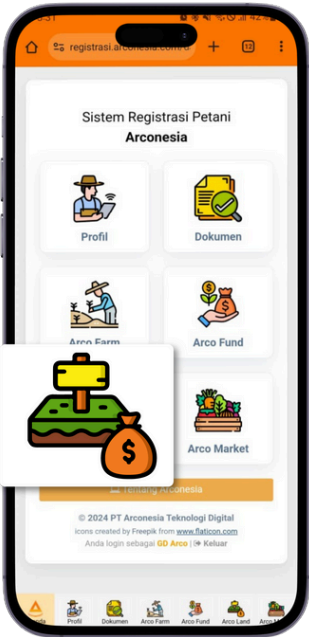 registrasi.arconesia.com/d
12
Sistem Registrasi Petani
Arconesia
Profil
Dokumen
Arco Farm
Arco Fund
$
Arco Market
Tentang Arconesia
© 2024 PT Arconesia Teknologi Digital
icons created by Freepik from www.flaticon.com
Anda login sebagai GD Arco | Keluar
Profil
Dokumen
Arco Farm
Arco Fund
Arco Land